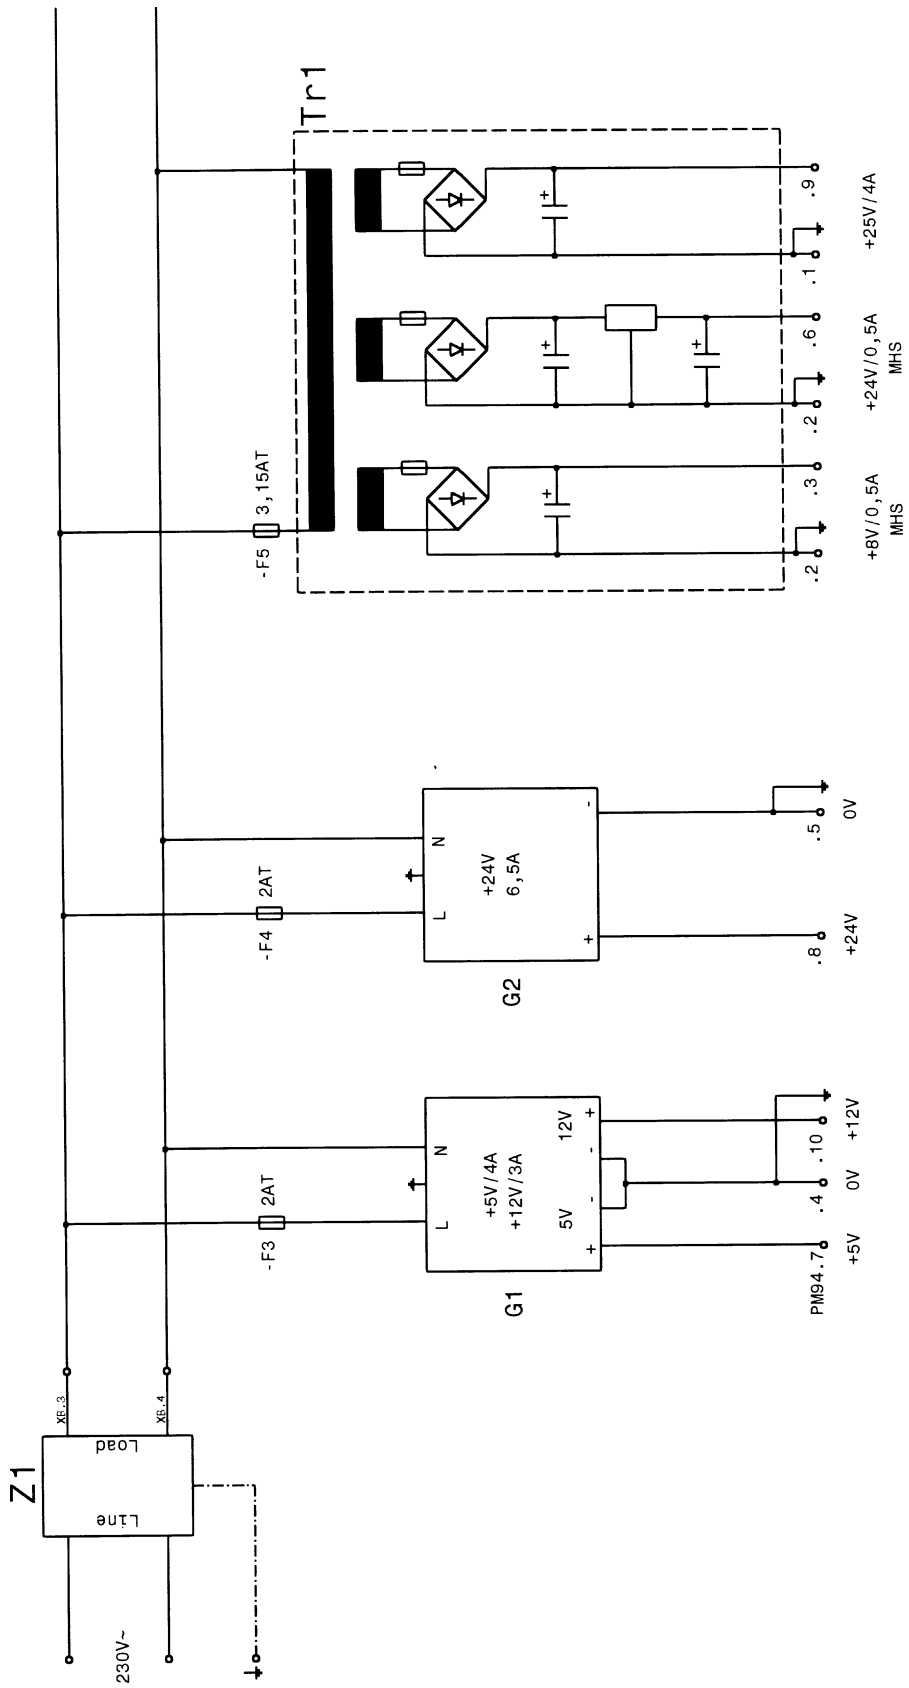 Z1
Line
Load
230V~
XB.3
XB.4
-F3 2AT
L
N
+5V/4A
+12V/3A
5V
12V
+ - - +
G1
PM94.7
.4
.10
+5V
0V
+12V
-F4 2AT
L
N
+24V
6,5A
+ -
G2
.8
.5
+24V
0V
-F5 3,15AT
Tr1
+
+
+
+
.2
.3
.2
.6
.1
.9
+8V/0,5A
MHS
+24V/0,5A
MHS
+25V/4A